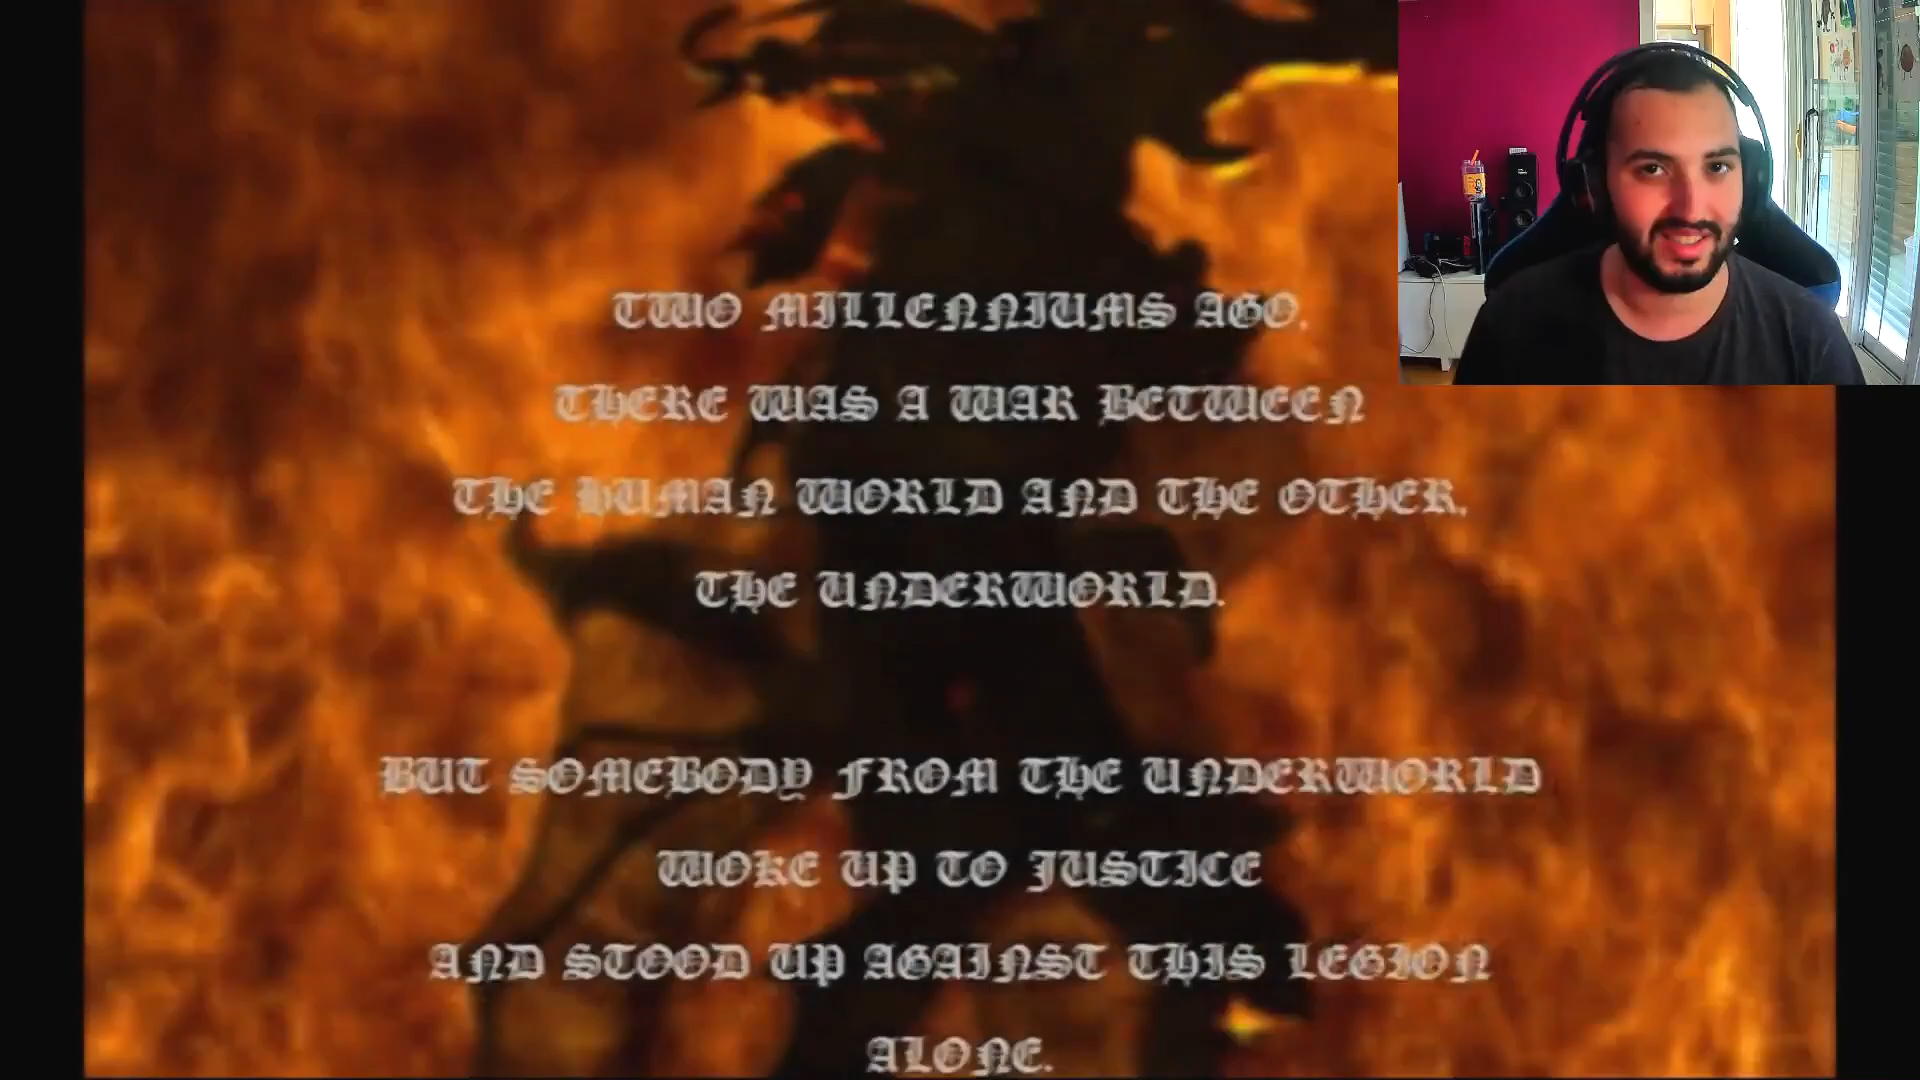 TWO MILLENNIUMS AGO,
THERE WAS A WAR BETWEEN
THE HUMAN WORLD AND THE OTHER,
THE UNDERWORLD.
BUT SOMEBODY FROM THE UNDERWORLD
WOKE UP TO JUSTICE
AND STOOD UP AGAINST THIS LEGION
ALONE.